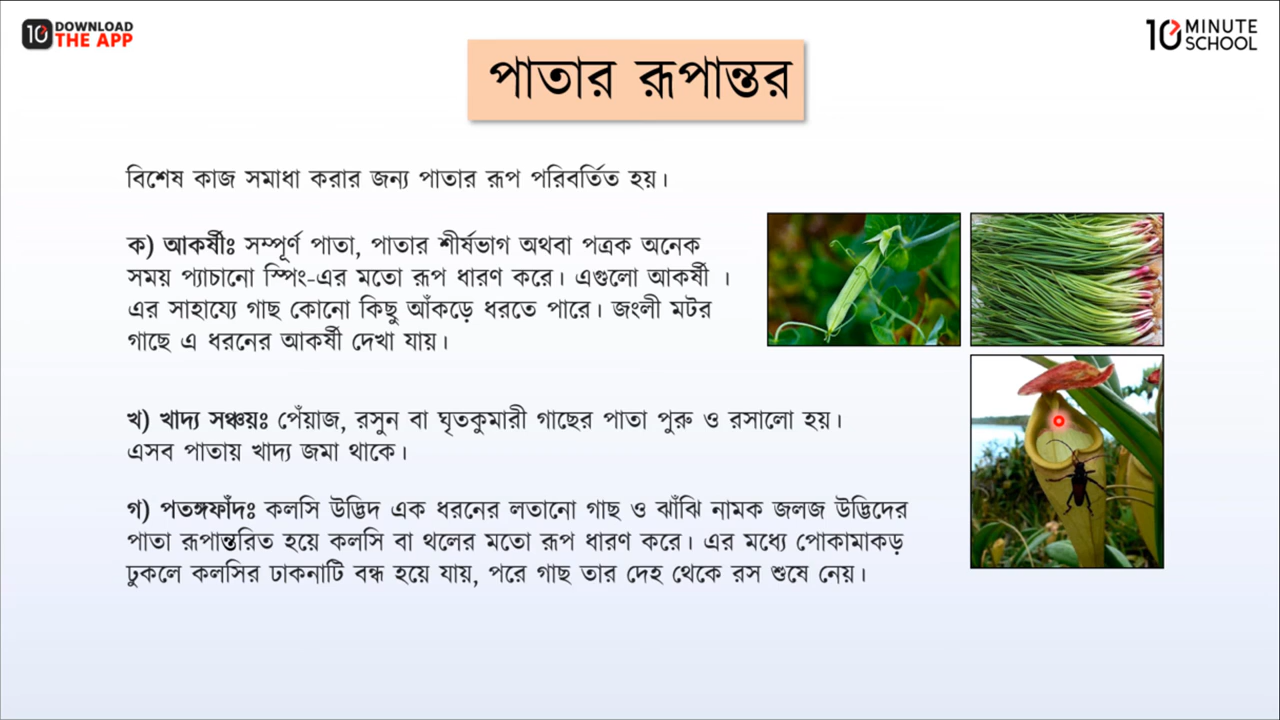 10 DOWNLOAD
THE APP
10 MINUTE
SCHOOL
পাতার রূপান্তর
বিশেষ কাজ সমাধা করার জন্য পাতার রূপ পরিবর্তিত হয়।
ক) আকর্ষীঃ সম্পূর্ণ পাতা, পাতার শীর্ষভাগ অথবা পত্রক অনেক
সময় প্যাচানো স্পিং-এর মতো রূপ ধারণ করে। এগুলো আকর্ষী ।
এর সাহায্যে গাছ কোনো কিছু আঁকড়ে ধরতে পারে। জংলী মটর
গাছে এ ধরনের আকর্ষী দেখা যায়।
খ) খাদ্য সঞ্চয়ঃ পেঁয়াজ, রসুন বা ঘৃতকুমারী গাছের পাতা পুরু ও রসালো হয়।
এসব পাতায় খাদ্য জমা থাকে।
গ) পতঙ্গফাঁদঃ কলসি উদ্ভিদ এক ধরনের লতানো গাছ ও ঝাঁঝি নামক জলজ উদ্ভিদের
পাতা রূপান্তরিত হয়ে কলসি বা থলের মতো রূপ ধারণ করে। এর মধ্যে পোকামাকড়
ঢুকলে কলসির ঢাকনাটি বন্ধ হয়ে যায়, পরে গাছ তার দেহ থেকে রস শুষে নেয়।